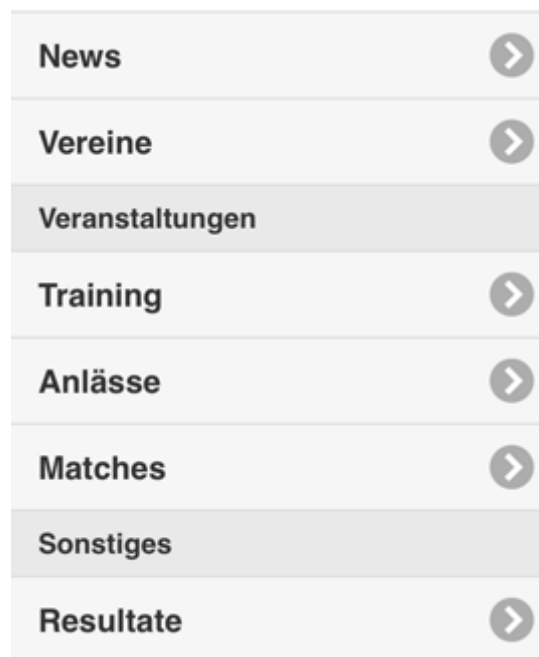 News
Vereine
Veranstaltungen
Training
Anlässe
Matches
Sonstiges
Resultate